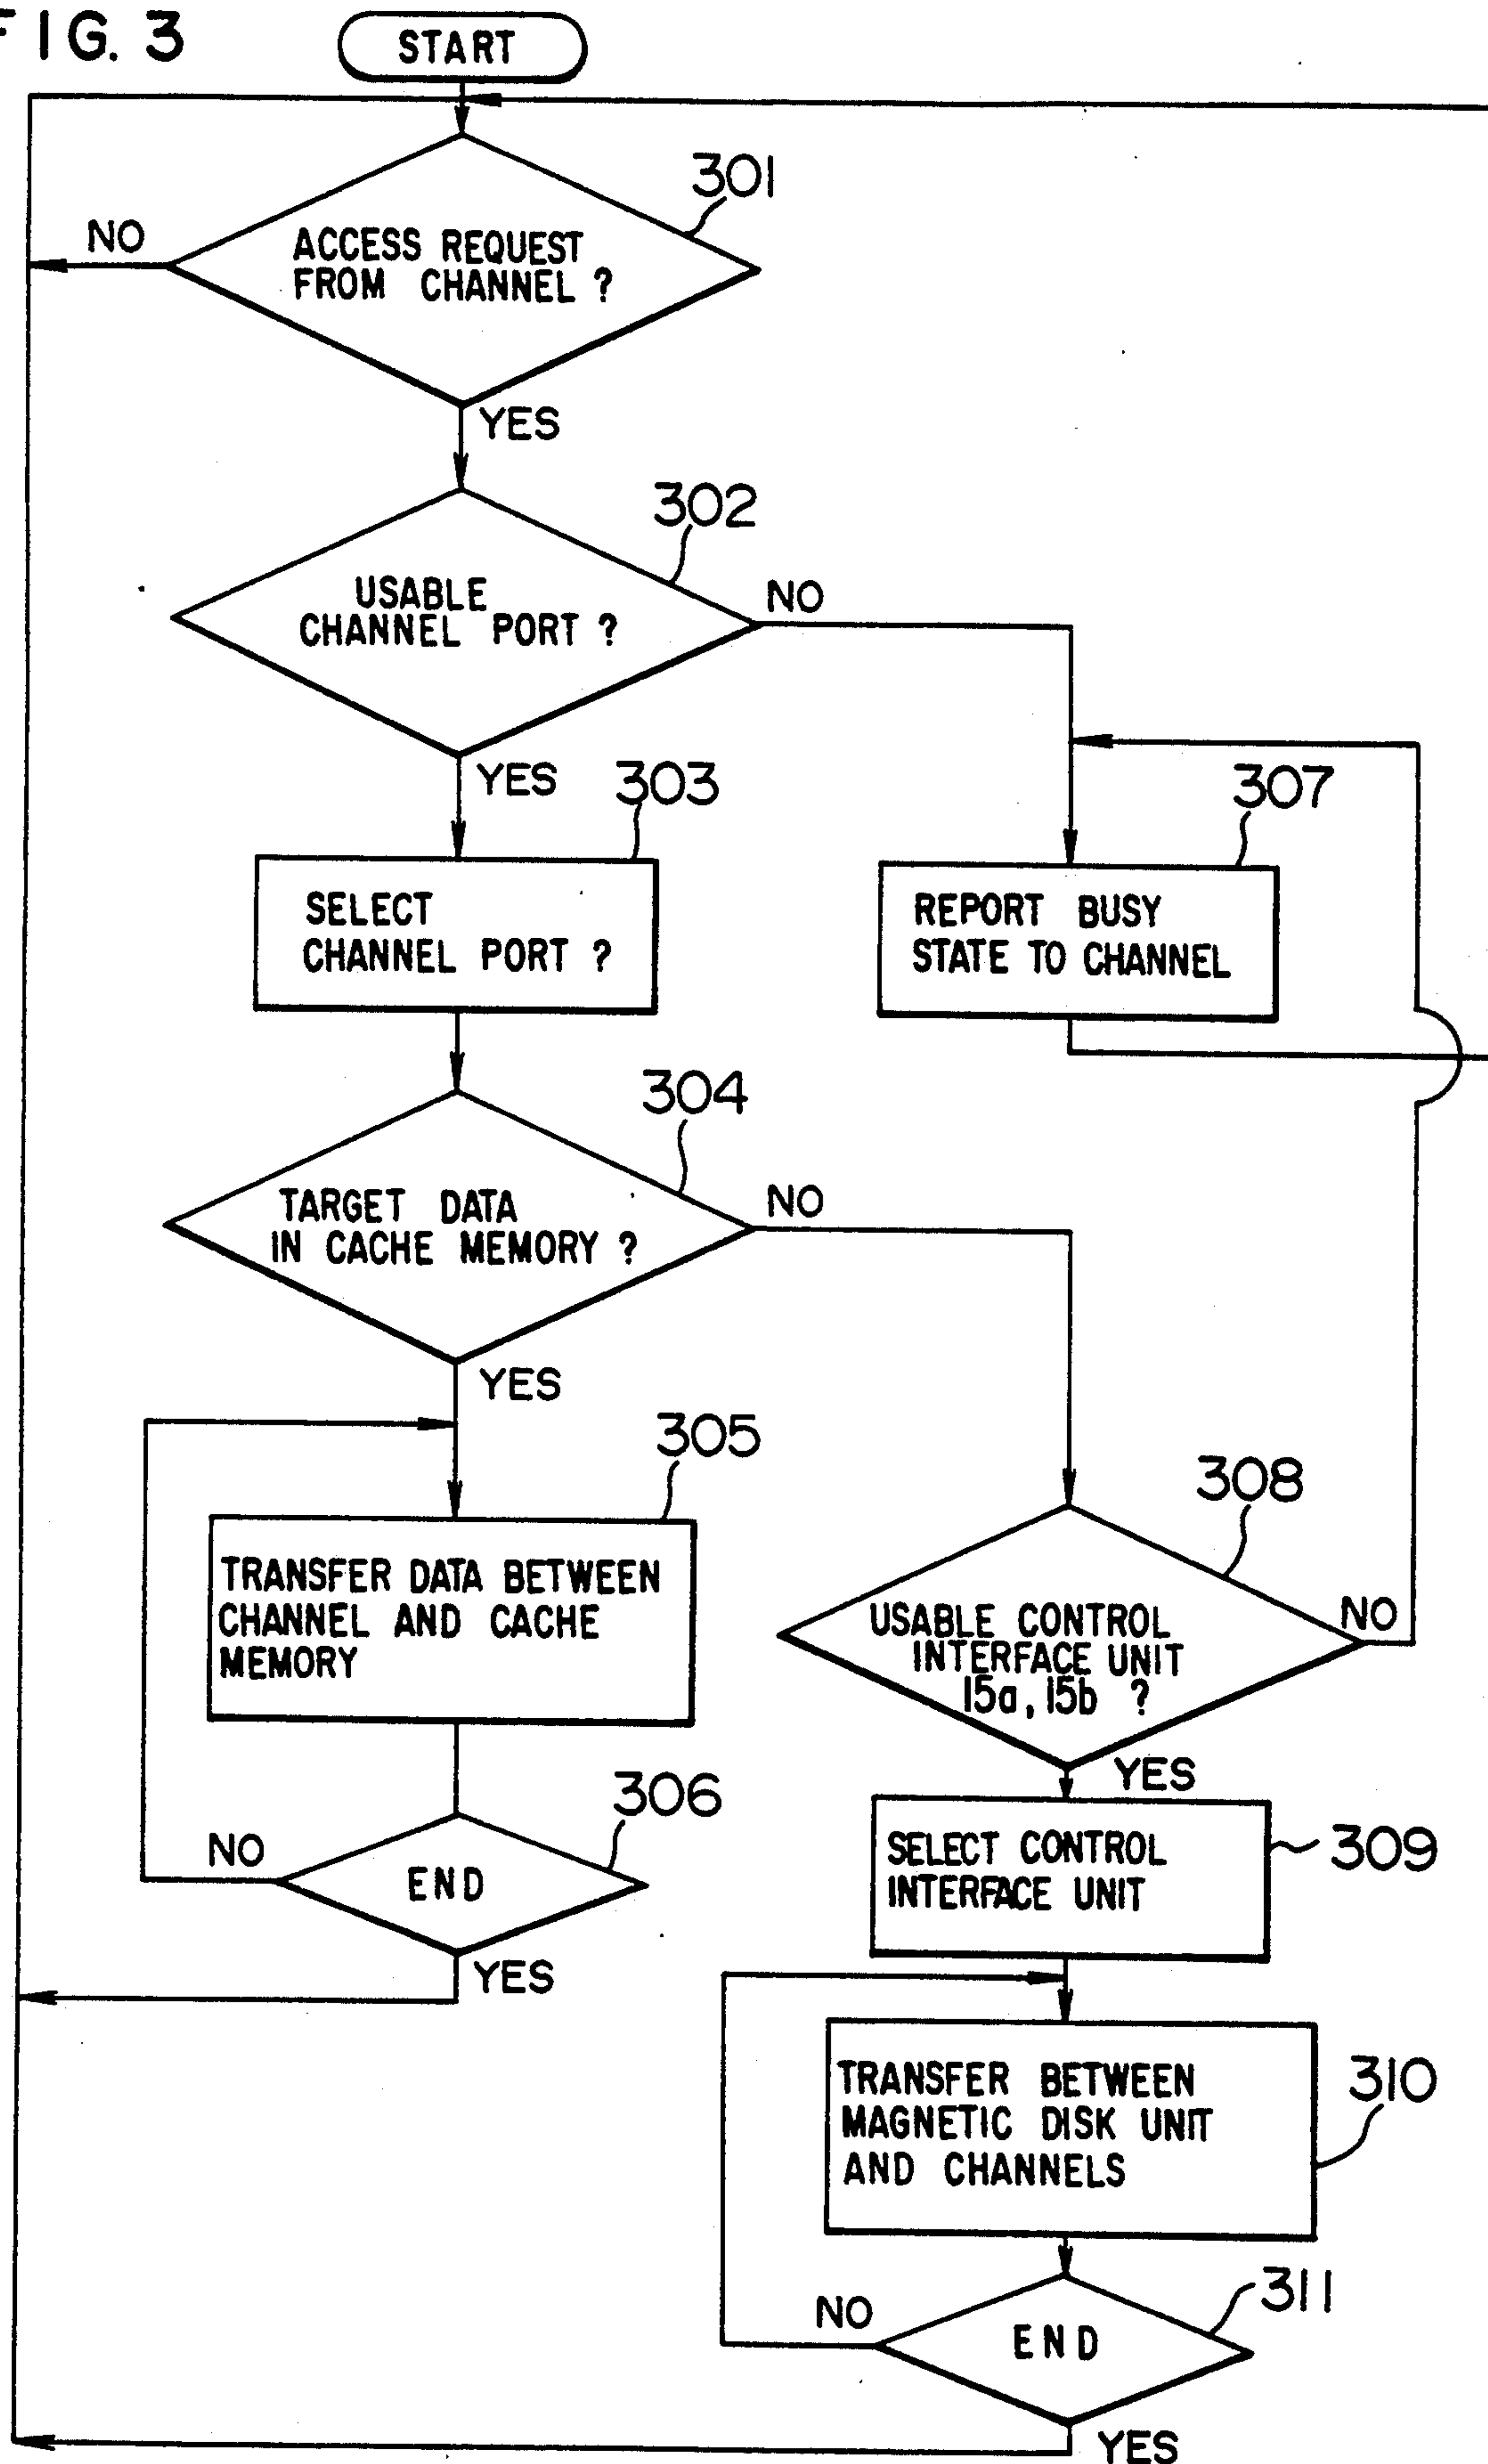 FIG. 3
START
301
NO
ACCESS REQUEST
FROM CHANNEL ?
YES
302
NO
USABLE
CHANNEL PORT ?
YES
303
307
SELECT
CHANNEL PORT ?
REPORT BUSY
STATE TO CHANNEL
304
NO
TARGET DATA
IN CACHE MEMORY ?
YES
305
308
TRANSFER DATA BETWEEN
CHANNEL AND CACHE
MEMORY
NO
USABLE CONTROL
INTERFACE UNIT
15a, 15b ?
YES
306
NO
END
YES
309
SELECT CONTROL
INTERFACE UNIT
310
TRANSFER BETWEEN
MAGNETIC DISK UNIT
AND CHANNELS
311
NO
END
YES